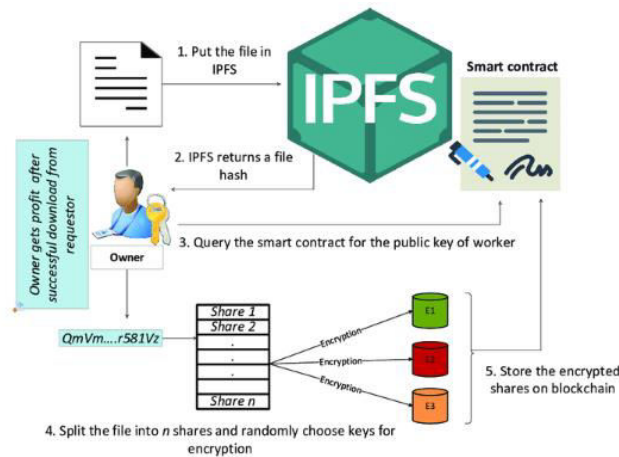 1. Put the file in
IPFS
IPFS
Smart contract
2. IPFS returns a file
hash
Owner gets profit after
successful download from
requestor
Owner
3. Query the smart contract for the public key of worker
QmVm....r581Vz
Share 1
Share 2
.
.
.
Share n
Encryption
Encryption
Encryption
E1
E2
E3
5. Store the encrypted
shares on blockchain
4. Split the file into n shares and randomly choose keys for
encryption